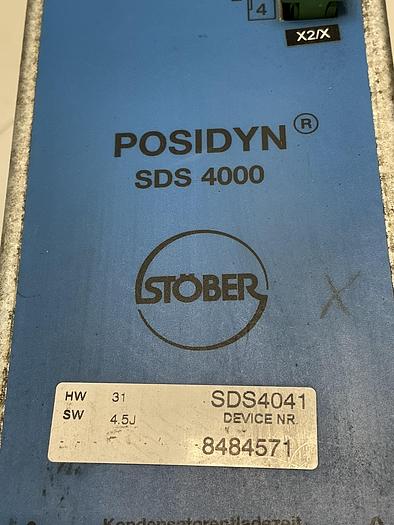 4
X2/X
POSIDYN®
SDS 4000
STÖBER
HW 31 SDS4041
SW 4.5J DEVICE NR.
8484571
Kondensatorentladezeit